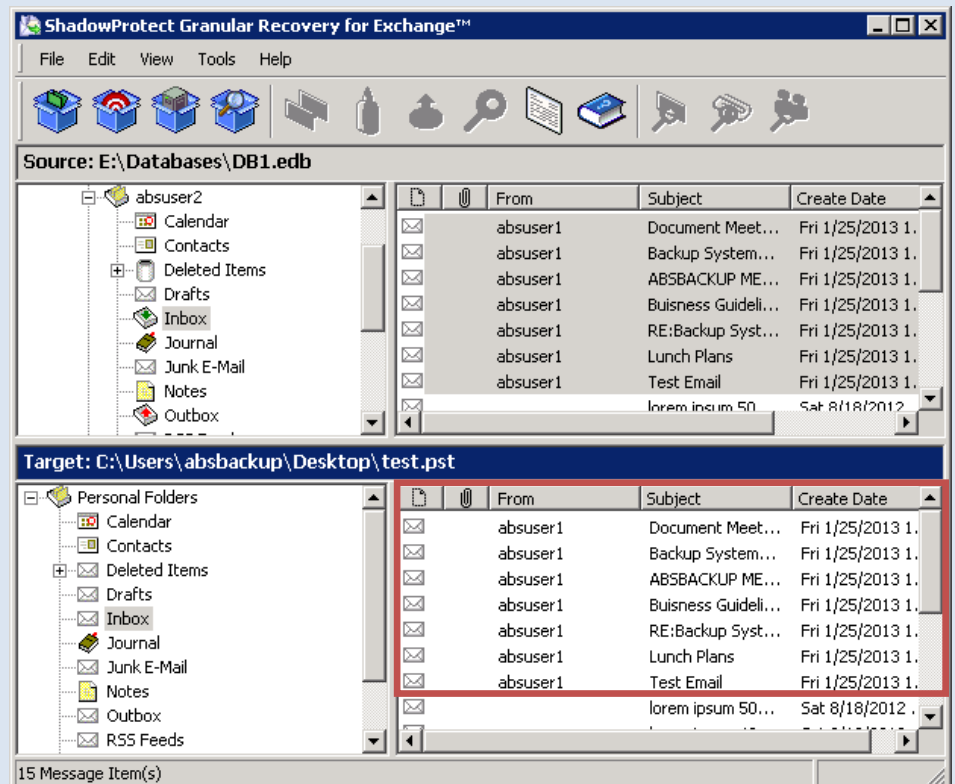 ShadowProtect Granular Recovery for Exchange™
File Edit View Tools Help
Source: E:\Databases\DB1.edb
absuser2
Calendar
Contacts
Deleted Items
Drafts
Inbox
Journal
Junk E-Mail
Notes
Outbox
From Subject Create Date
absuser1 Document Meet... Fri 1/25/2013 1.
absuser1 Backup System... Fri 1/25/2013 1.
absuser1 ABSBACKUP ME... Fri 1/25/2013 1.
absuser1 Buisness Guideli... Fri 1/25/2013 1.
absuser1 RE:Backup Syst... Fri 1/25/2013 1.
absuser1 Lunch Plans Fri 1/25/2013 1.
absuser1 Test Email Fri 1/25/2013 1.
lorem ipsum 50 Sat 8/18/2012
Target: C:\Users\absbackup\Desktop\test.pst
Personal Folders
Calendar
Contacts
Deleted Items
Drafts
Inbox
Journal
Junk E-Mail
Notes
Outbox
RSS Feeds
From Subject Create Date
absuser1 Document Meet... Fri 1/25/2013 1.
absuser1 Backup System... Fri 1/25/2013 1.
absuser1 ABSBACKUP ME... Fri 1/25/2013 1.
absuser1 Buisness Guideli... Fri 1/25/2013 1.
absuser1 RE:Backup Syst... Fri 1/25/2013 1.
absuser1 Lunch Plans Fri 1/25/2013 1.
absuser1 Test Email Fri 1/25/2013 1.
lorem ipsum 50... Sat 8/18/2012 .
15 Message Item(s)